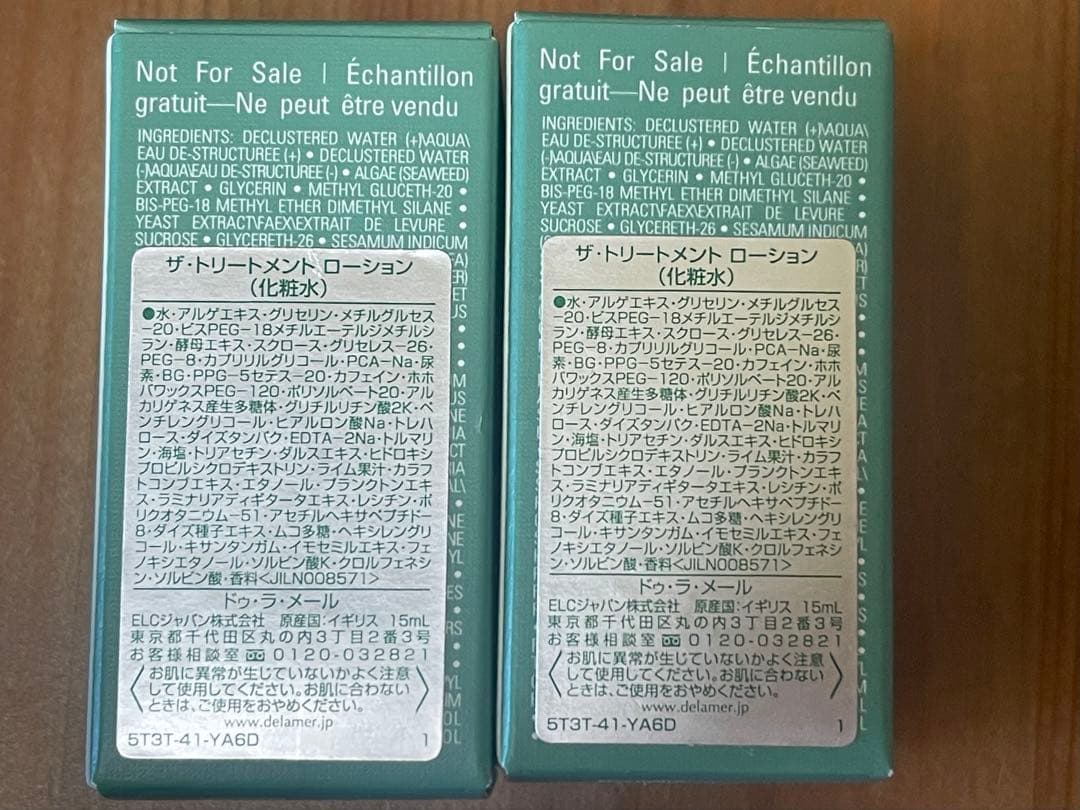 Not For Sale | Échantillon
gratuit—Ne peut être vendu
INGREDIENTS: DECLUSTERED WATER (+)\AQUA\
EAU DE-STRUCTUREE (+) • DECLUSTERED WATER
(-)\AQUA\EAU DE-STRUCTUREE (-) • ALGAE (SEAWEED)
EXTRACT • GLYCERIN • METHYL GLUCETH-20 •
BIS-PEG-18 METHYL ETHER DIMETHYL SILANE •
YEAST EXTRACT\FAEX\EXTRAIT DE LEVURE •
SUCROSE • GLYCERETH-26 • SESAMUM INDICUM
ザ・トリートメント ローション
(化粧水)
●水・アルゲエキス・グリセリン・メチルグルセス
-20・ビスPEG-18メチルエーテルジメチルシ
ラン・酵母エキス・スクロース・グリセレス-26・
PEG-8・カプリリルグリコール・PCA-Na・尿
素・BG・PPG-5セテス-20・カフェイン・ホホ
バワックスPEG-120・ポリソルベート20・アル
カリゲネス産生多糖体・グリチルリチン酸2K・ペ
ンチレングリコール・ヒアルロン酸Na・トレハ
ロース・ダイズタンパク・EDTA-2Na・トルマリ
ン・海塩・トリアセチン・ダルスエキス・ヒドロキシ
プロピルシクロデキストリン・ライム果汁・カラフ
トコンブエキス・エタノール・プランクトンエキ
ス・ラミナリアディギタータエキス・レシチン・ポ
リクオタニウム-51・アセチルヘキサペプチド-
8・ダイズ種子エキス・ムコ多糖・ヘキシレングリ
コール・キサンタンガム・イモセミルエキス・フェ
ノキシエタノール・ソルビン酸K・クロルフェネシ
ン・ソルビン酸・香料<JILN008571>
ドゥ・ラ・メール
ELCジャパン株式会社 原産国:イギリス 15mL
東京都千代田区丸の内3丁目2番3号
お客様相談室 0120-032821
〈お肌に異常が生じていないかよく注意
して使用してください。お肌に合わない
ときは、ご使用をおやめください。〉
www.delamer.jp
5T3T-41-YA6D 1
Not For Sale | Échantillon
gratuit—Ne peut être vendu
INGREDIENTS: DECLUSTERED WATER (+)\AQUA\
EAU DE-STRUCTUREE (+) • DECLUSTERED WATER
(-)\AQUA\EAU DE-STRUCTUREE (-) • ALGAE (SEAWEED)
EXTRACT • GLYCERIN • METHYL GLUCETH-20 •
BIS-PEG-18 METHYL ETHER DIMETHYL SILANE •
YEAST EXTRACT\FAEX\EXTRAIT DE LEVURE •
SUCROSE • GLYCERETH-26 • SESAMUM INDICUM
ザ・トリートメント ローション
(化粧水)
●水・アルゲエキス・グリセリン・メチルグルセス
-20・ビスPEG-18メチルエーテルジメチルシ
ラン・酵母エキス・スクロース・グリセレス-26・
PEG-8・カプリリルグリコール・PCA-Na・尿
素・BG・PPG-5セテス-20・カフェイン・ホホ
バワックスPEG-120・ポリソルベート20・アル
カリゲネス産生多糖体・グリチルリチン酸2K・ペ
ンチレングリコール・ヒアルロン酸Na・トレハ
ロース・ダイズタンパク・EDTA-2Na・トルマリ
ン・海塩・トリアセチン・ダルスエキス・ヒドロキシ
プロピルシクロデキストリン・ライム果汁・カラフ
トコンブエキス・エタノール・プランクトンエキ
ス・ラミナリアディギタータエキス・レシチン・ポ
リクオタニウム-51・アセチルヘキサペプチド-
8・ダイズ種子エキス・ムコ多糖・ヘキシレングリ
コール・キサンタンガム・イモセミルエキス・フェ
ノキシエタノール・ソルビン酸K・クロルフェネシ
ン・ソルビン酸・香料<JILN008571>
ドゥ・ラ・メール
ELCジャパン株式会社 原産国:イギリス 15mL
東京都千代田区丸の内3丁目2番3号
お客様相談室 0120-032821
〈お肌に異常が生じていないかよく注意
して使用してください。お肌に合わない
ときは、ご使用をおやめください。〉
www.delamer.jp
5T3T-41-YA6D 1